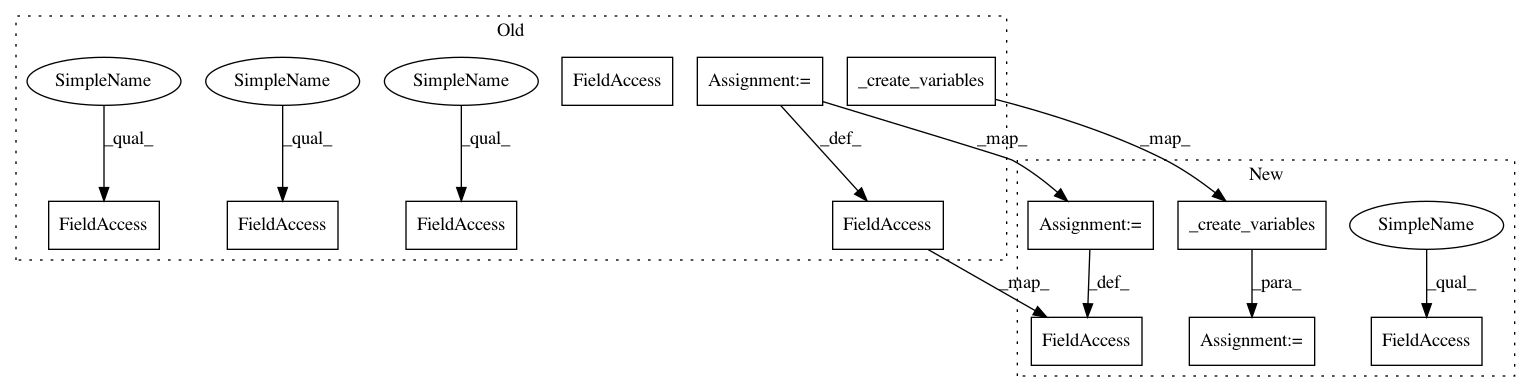 Old
SimpleName
SimpleName
SimpleName
FieldAccess
Assignment:=
_create_variables
_qual_
_qual_
_qual_
_def_
_map_
_map_
New
FieldAccess
FieldAccess
FieldAccess
FieldAccess
Assignment:=
_create_variables
SimpleName
_map_
_def_
_para_
_qual_
FieldAccess
Assignment:=
FieldAccess